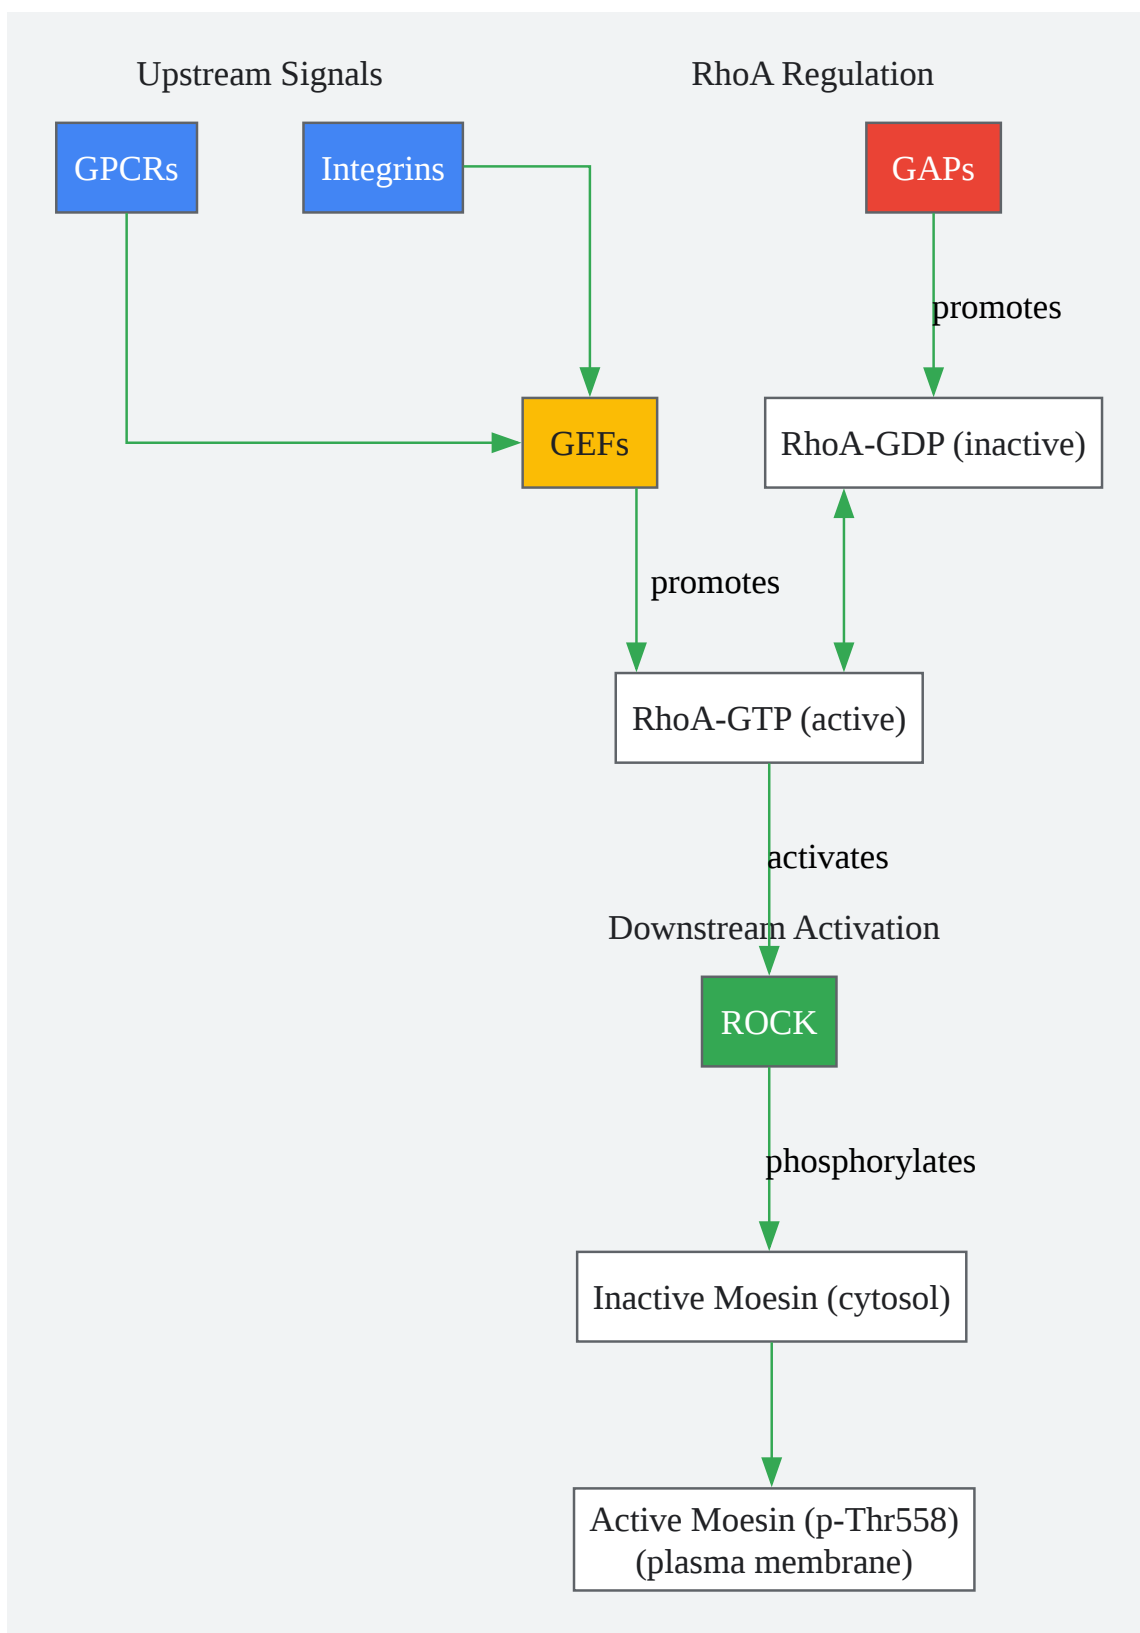 Upstream Signals
RhoA Regulation
GPCRs
Integrins
GAPs
promotes
GEFs
RhoA-GDP (inactive)
promotes
RhoA-GTP (active)
activates
Downstream Activation
ROCK
phosphorylates
Inactive Moesin (cytosol)
Active Moesin (p-Thr558)
(plasma membrane)